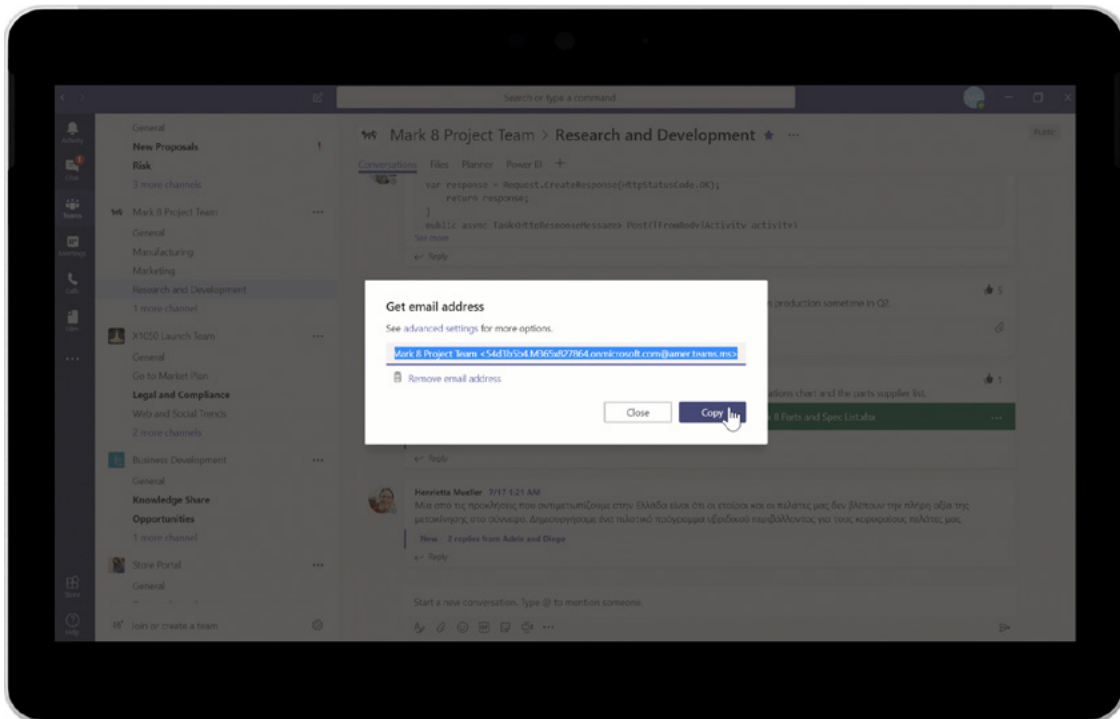 Search or type a command
Activity
Chat
Teams
Meetings
Calls
Files
Store
Help
General
New Proposals
Risk
3 more channels
Mark 8 Project Team
General
Manufacturing
Marketing
Research and Development
1 more channel
X1050 Launch Team
General
Go to Market Plan
Legal and Compliance
Web and Social Trends
2 more channels
Business Development
General
Knowledge Share
Opportunities
1 more channel
Store Portal
General
Join or create a team
Mark 8 Project Team > Research and Development
Conversations Files Planner Power BI
var response = Request.CreateResponse(HttpStatusCode.OK);
return response;
}
public async Task<HttpResponseMessage> Post([FromBody]Activity activity)
See more
Reply
5
n production sometime in Q2.
Get email address
See advanced settings for more options.
Mark 8 Project Team <54d1b5b4.M365x827864.onmicrosoft.com@amer.teams.ms>
Remove email address
Close Copy
1
ations chart and the parts supplier list.
8 Parts and Spec List.xlsx
Reply
Henrietta Mueller 7/17 1:21 AM
Μία από τις προκλήσεις που αντιμετωπίζουμε στην Ελλάδα είναι ότι οι εταίροι και οι πελάτες μας δεν βλέπουν την πλήρη αξία της
μετακίνησης στο σύννεφο. Δημιουργήσαμε ένα πιλοτικό πρόγραμμα υβριδικού περιβάλλοντος για τους κορυφαίους πελάτες μας
New 3 replies from Adele and Diego
Reply
Start a new conversation. Type @ to mention someone.